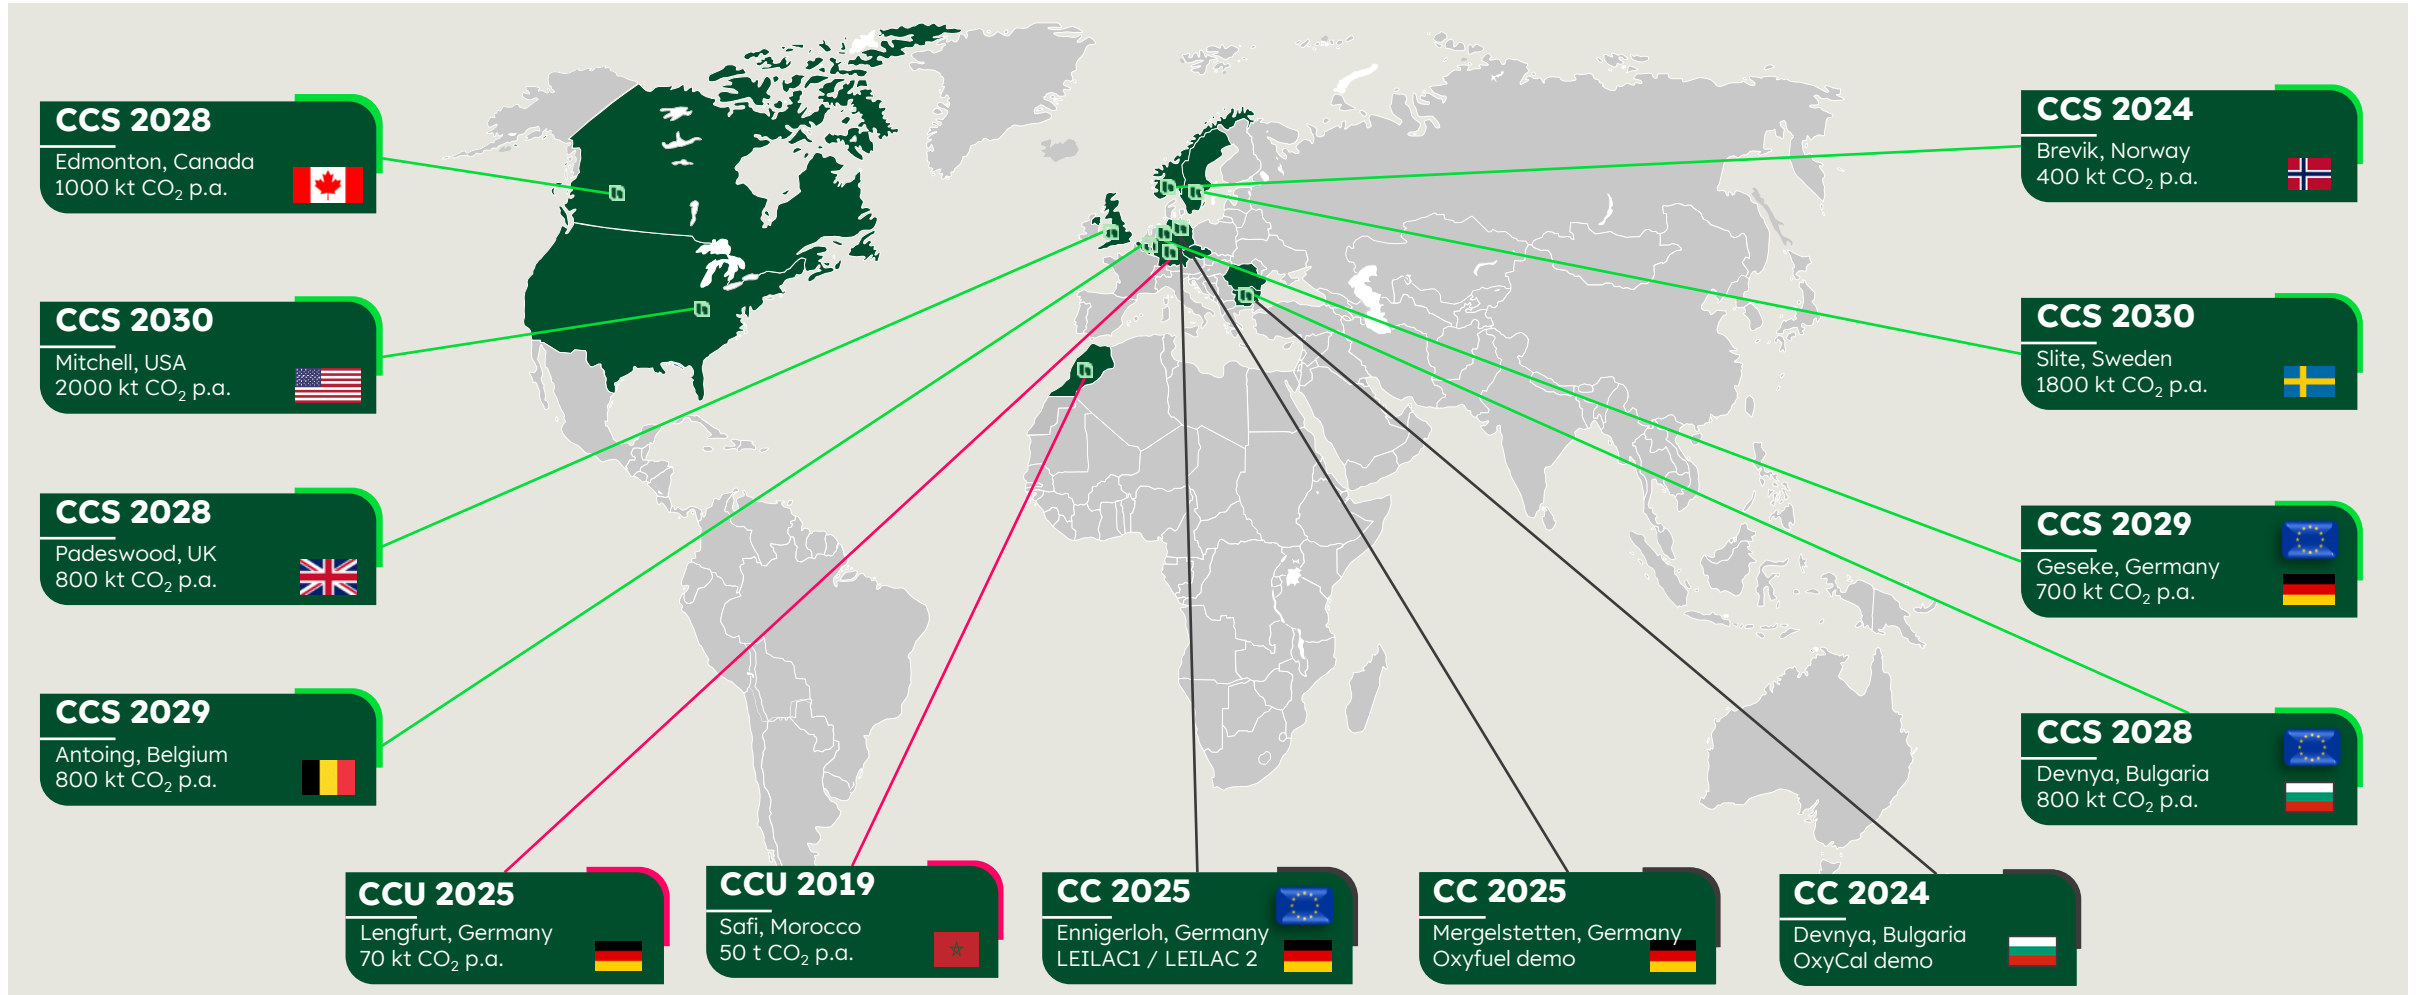 CCS 2028
Edmonton, Canada
1000 kt CO₂ p.a.
CCS 2030
Mitchell, USA
2000 kt CO₂ p.a.
CCS 2028
Padeswood, UK
800 kt CO₂ p.a.
CCS 2029
Antoing, Belgium
800 kt CO₂ p.a.
CCS 2024
Brevik, Norway
400 kt CO₂ p.a.
CCS 2030
Slite, Sweden
1800 kt CO₂ p.a.
CCS 2029
Geseke, Germany
700 kt CO₂ p.a.
CCS 2028
Devnya, Bulgaria
800 kt CO₂ p.a.
CCU 2025
Lengfurt, Germany
70 kt CO₂ p.a.
CCU 2019
Safi, Morocco
50 t CO₂ p.a.
CC 2025
Ennigerloh, Germany
LEILAC1 / LEILAC 2
CC 2025
Mergelstetten, Germany
Oxyfuel demo
CC 2024
Devnya, Bulgaria
OxyCal demo